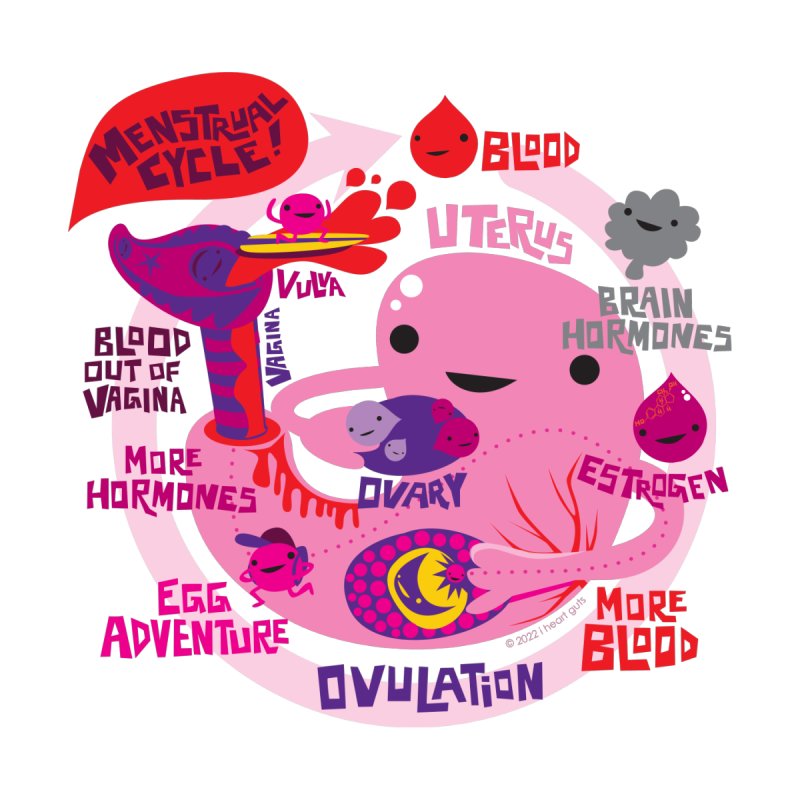 MENSTRUAL
CYCLE!
BLOOD
UTERUS
BRAIN
HORMONES
ESTROGEN
MORE
BLOOD
OVULATION
EGG
ADVENTURE
MORE
HORMONES
BLOOD
OUT OF
VAGINA
VULVA
VAGINA
OVARY
© 2022 i heart guts